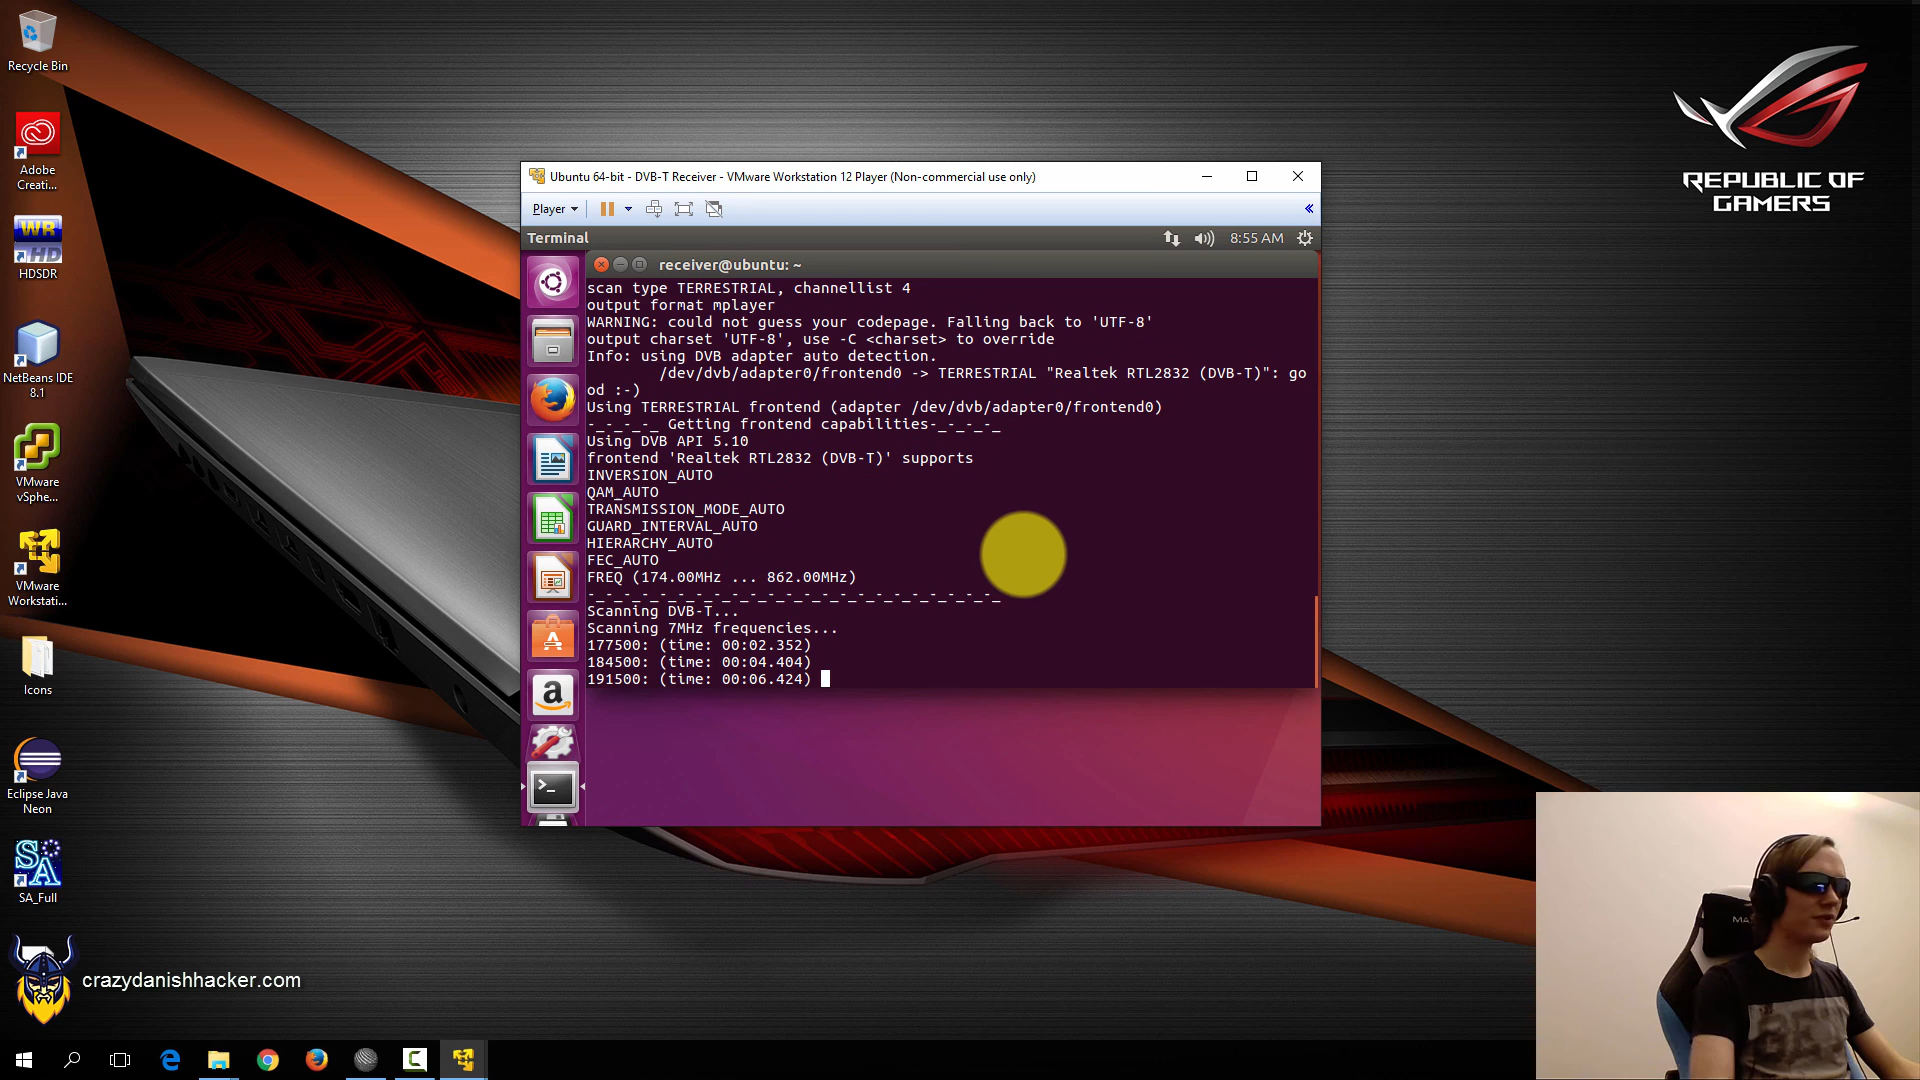 Recycle Bin
Adobe
Creati...
WR
HD
HDSDR
NetBeans IDE
8.1
VMware
vSphe...
VMware
Workstati...
Icons
Eclipse Java
Neon
SA
SA_Full
crazydanishhacker.com
REPUBLIC OF
GAMERS
Ubuntu 64-bit - DVB-T Receiver - VMware Workstation 12 Player (Non-commercial use only)
Player
Terminal
8:55 AM
receiver@ubuntu: ~
scan type TERRESTRIAL, channellist 4
output format mplayer
WARNING: could not guess your codepage. Falling back to 'UTF-8'
output charset 'UTF-8', use -C <charset> to override
Info: using DVB adapter auto detection.
/dev/dvb/adapter0/frontend0 -> TERRESTRIAL "Realtek RTL2832 (DVB-T)": go
od :-)
Using TERRESTRIAL frontend (adapter /dev/dvb/adapter0/frontend0)
-_-_-_-_ Getting frontend capabilities-_-_-_-_
Using DVB API 5.10
frontend 'Realtek RTL2832 (DVB-T)' supports
INVERSION_AUTO
QAM_AUTO
TRANSMISSION_MODE_AUTO
GUARD_INTERVAL_AUTO
HIERARCHY_AUTO
FEC_AUTO
FREQ (174.00MHz ... 862.00MHz)
-_-_-_-_-_-_-_-_-_-_-_-_-_-_-_-_-_-_-_-_-_-_-_
Scanning DVB-T...
Scanning 7MHz frequencies...
177500: (time: 00:02.352)
184500: (time: 00:04.404)
191500: (time: 00:06.424)